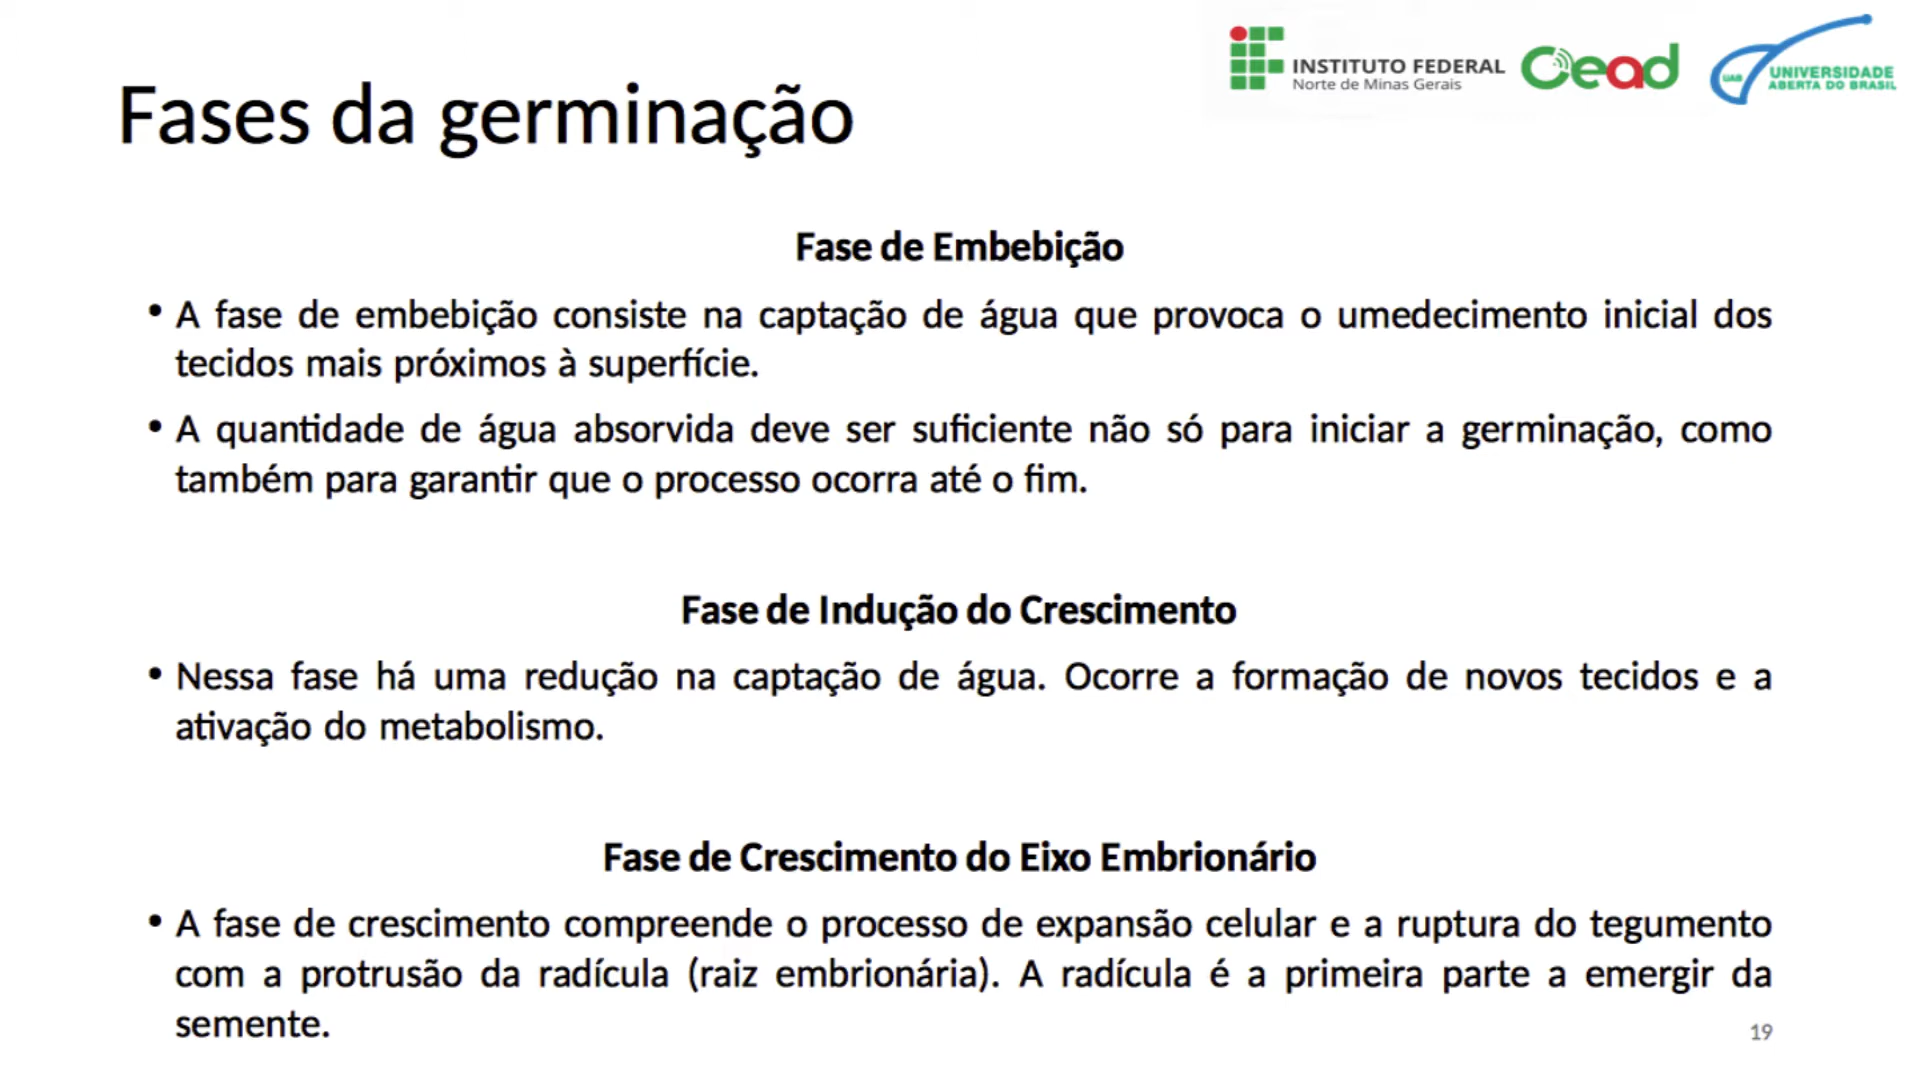 INSTITUTO FEDERAL
Norte de Minas Gerais
Cead
UAB
UNIVERSIDADE
ABERTA DO BRASIL
Fases da germinação
Fase de Embebição
• A fase de embebição consiste na captação de água que provoca o umedecimento inicial dos
tecidos mais próximos à superfície.
• A quantidade de água absorvida deve ser suficiente não só para iniciar a germinação, como
também para garantir que o processo ocorra até o fim.
Fase de Indução do Crescimento
• Nessa fase há uma redução na captação de água. Ocorre a formação de novos tecidos e a
ativação do metabolismo.
Fase de Crescimento do Eixo Embrionário
• A fase de crescimento compreende o processo de expansão celular e a ruptura do tegumento
com a protrusão da radícula (raiz embrionária). A radícula é a primeira parte a emergir da
semente.
19